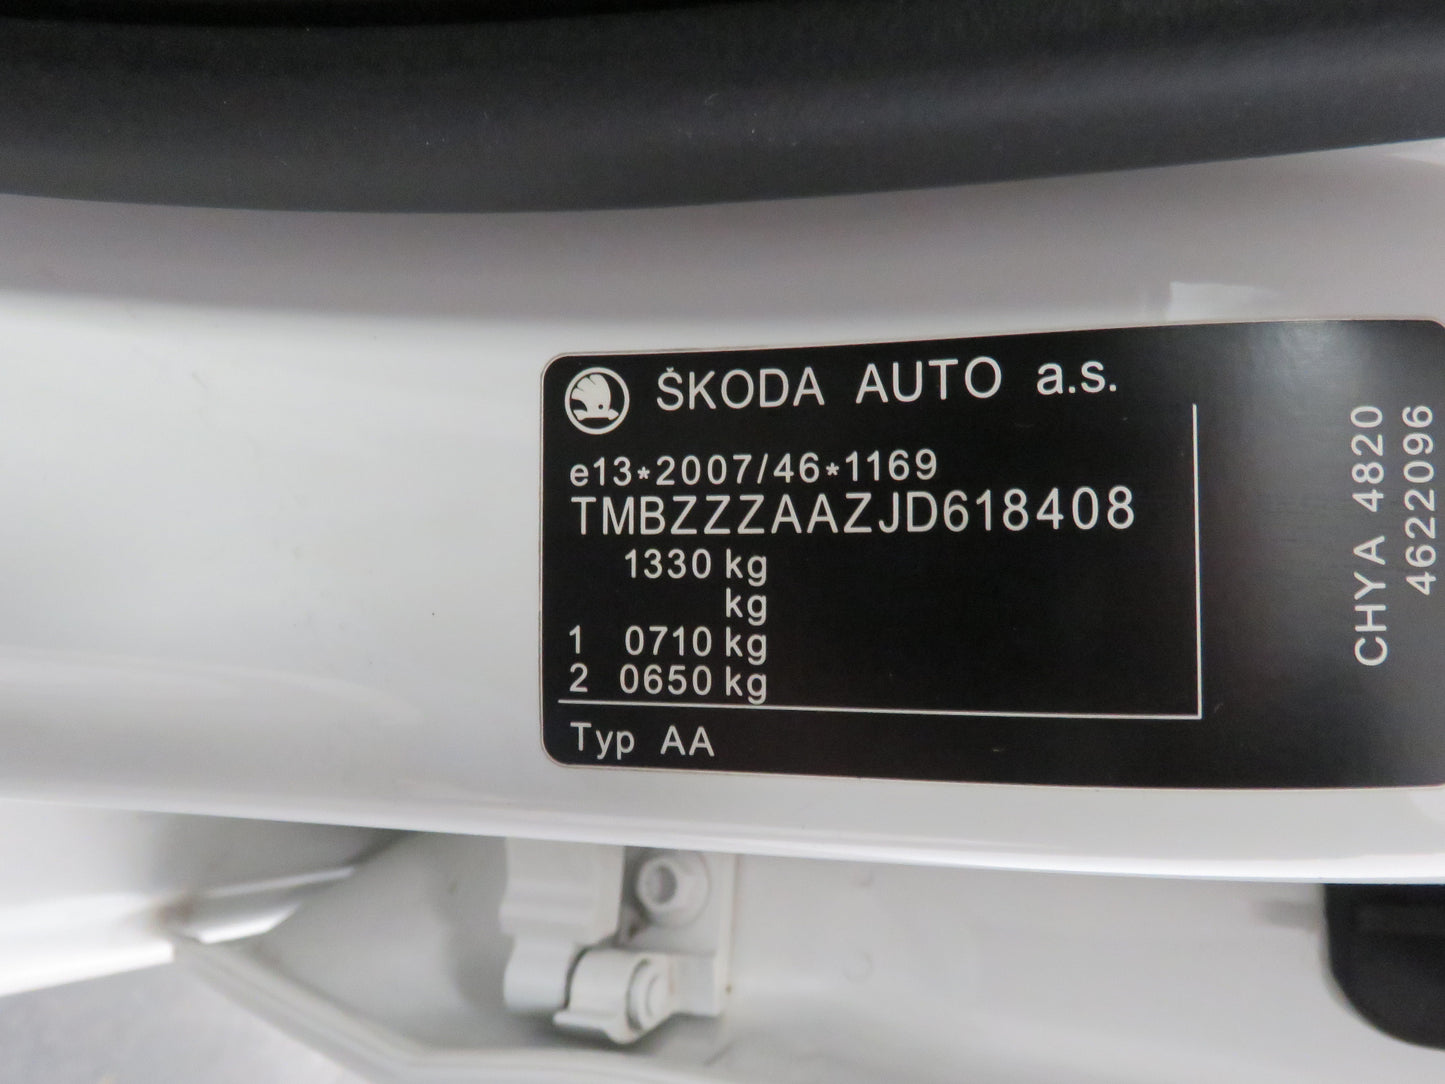 ŠKODA AUTO a.s.
e13*2007/46*1169
TMBZZZAAZJD618408
1330 kg
kg
1 0710 kg
2 0650 kg
Typ AA
CHYA 4820
4622096